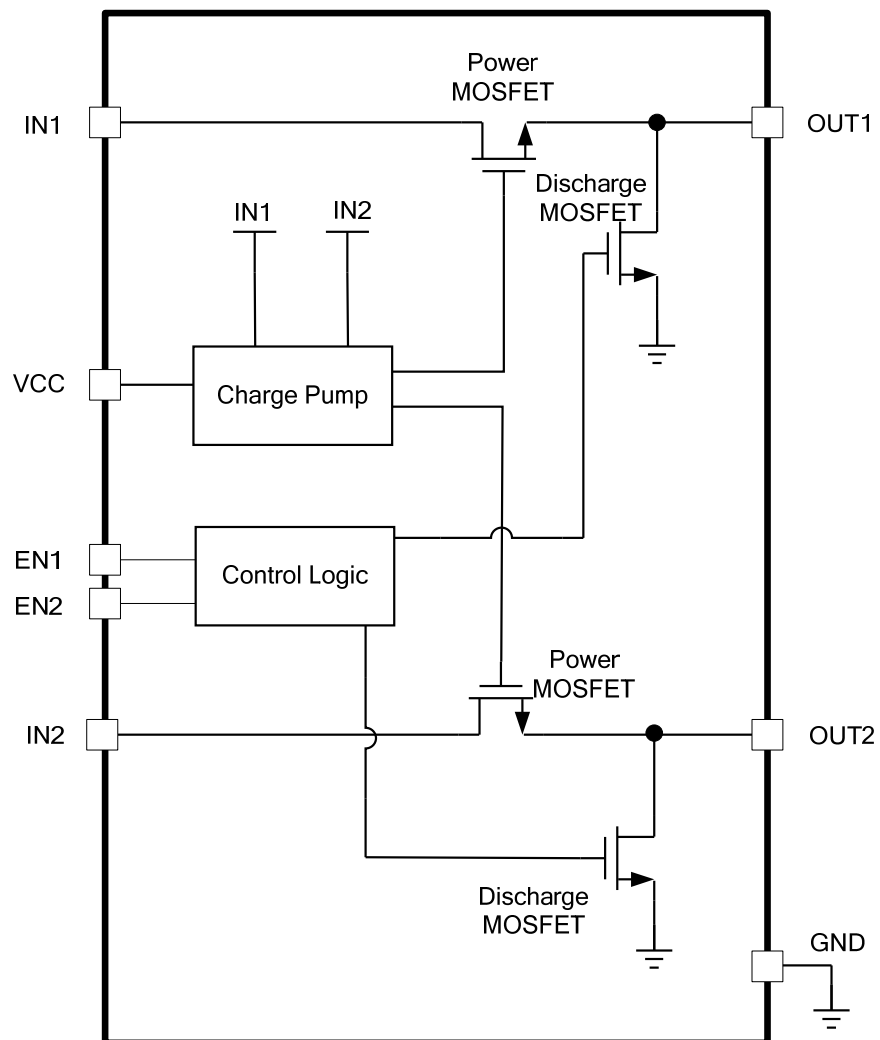 Power
MOSFET
IN1
OUT1
Discharge
MOSFET
IN1
IN2
VCC
Charge Pump
EN1
Control Logic
EN2
Power
MOSFET
IN2
OUT2
Discharge
MOSFET
GND